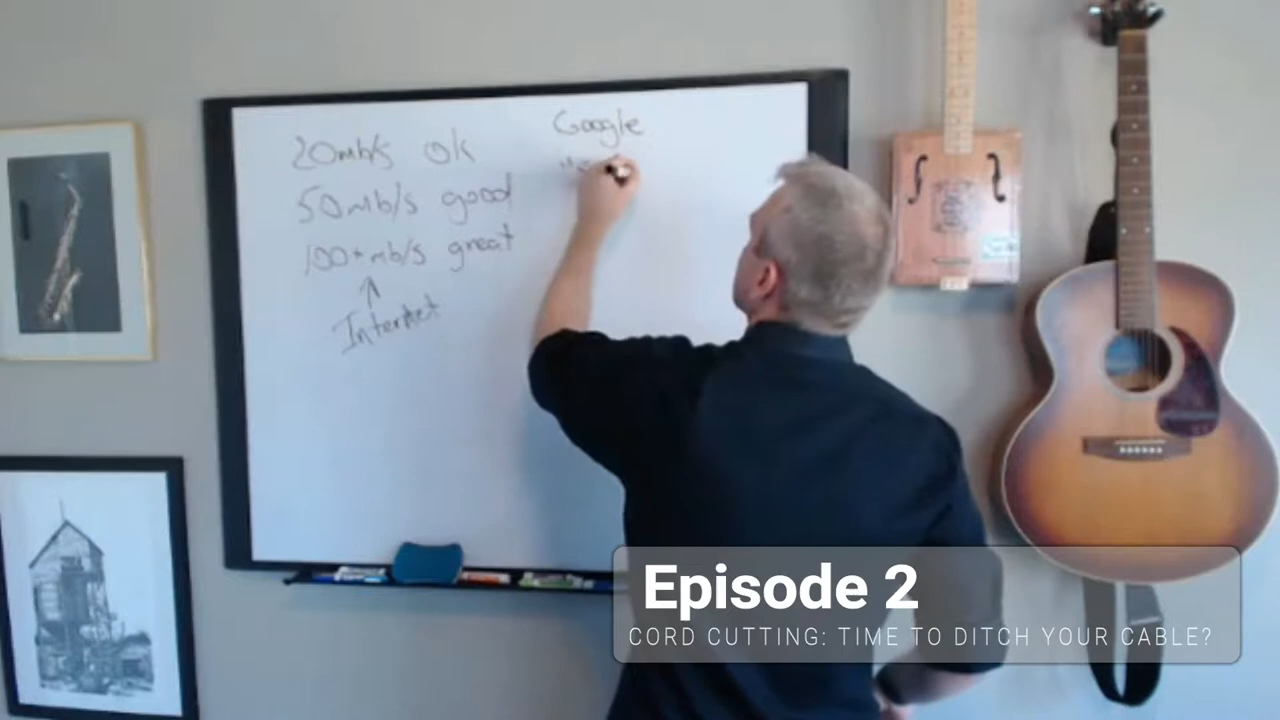 20mb/s ok
50mb/s good
100+mb/s great
↑
Internet
Google
Episode 2
CORD CUTTING: TIME TO DITCH YOUR CABLE?